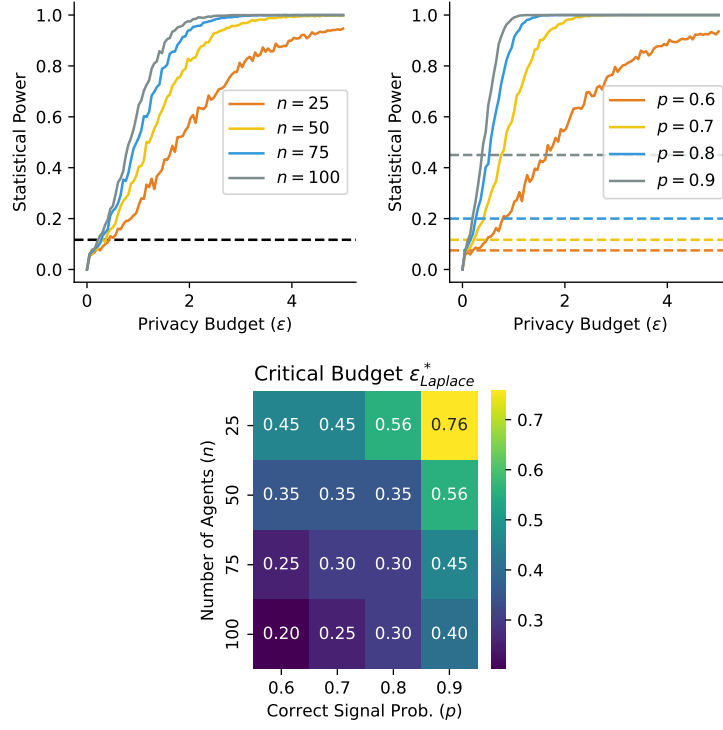 1.0
0.8
0.6
0.4
0.2
0.0
Statistical Power
n = 25
n = 50
n = 75
n = 100
0 2 4
Privacy Budget (ε)
1.0
0.8
0.6
0.4
0.2
0.0
Statistical Power
p = 0.6
p = 0.7
p = 0.8
p = 0.9
0 2 4
Privacy Budget (ε)
Critical Budget ε*Laplace
Number of Agents (n)
25 0.45 0.45 0.56 0.76
50 0.35 0.35 0.35 0.56
75 0.25 0.30 0.30 0.45
100 0.20 0.25 0.30 0.40
0.6 0.7 0.8 0.9
Correct Signal Prob. (p)
0.7
0.6
0.5
0.4
0.3